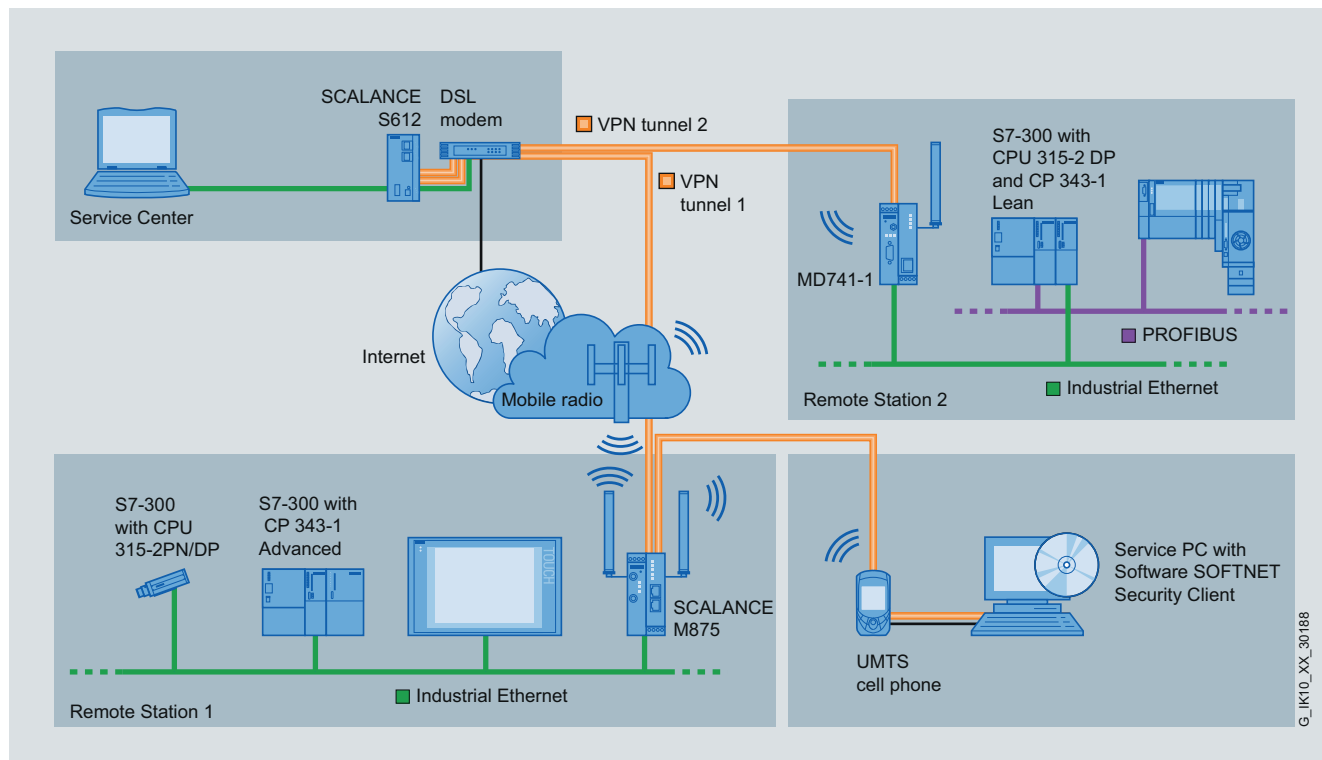 SCALANCE
S612
DSL
modem
Service Center
VPN tunnel 2
VPN
tunnel 1
S7-300 with
CPU 315-2 DP
and CP 343-1
Lean
MD741-1
PROFIBUS
Industrial Ethernet
Remote Station 2
Internet
Mobile radio
S7-300
with CPU
315-2PN/DP
S7-300 with
CP 343-1
Advanced
TOUCH
SCALANCE
M875
Industrial Ethernet
Remote Station 1
UMTS
cell phone
Service PC with
Software SOFTNET
Security Client
G_IK10_XX_30188